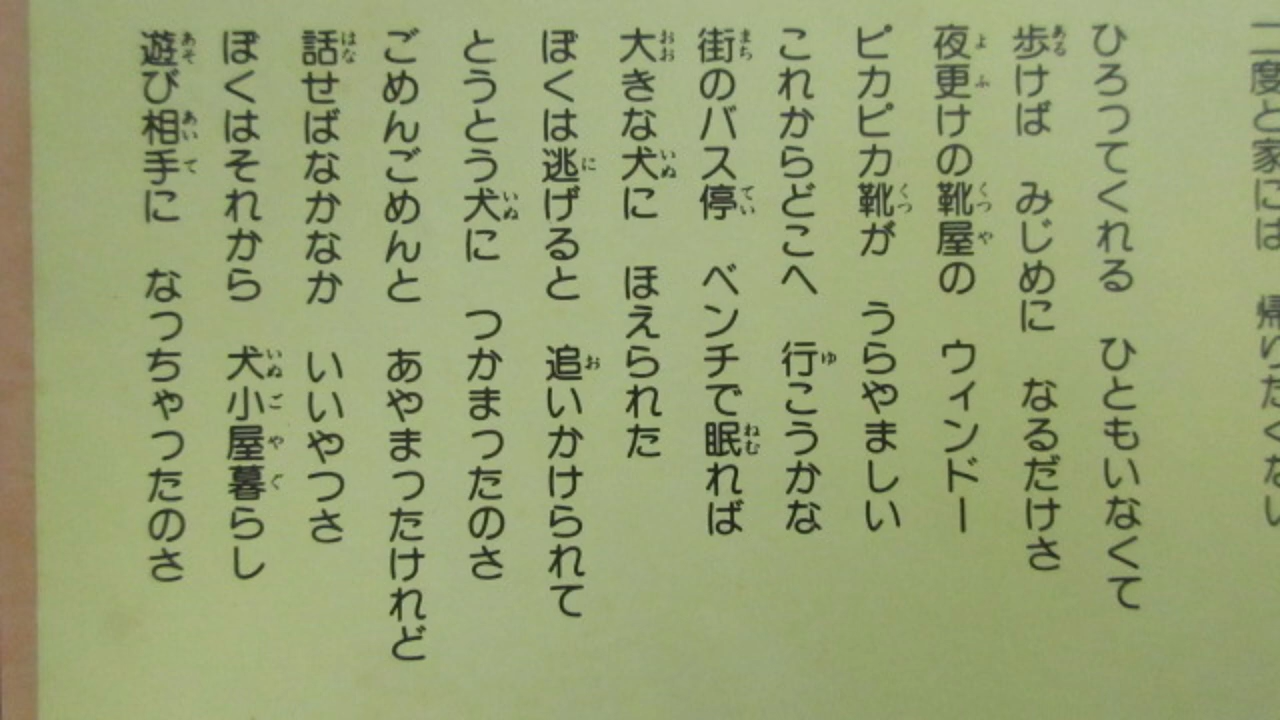 二度と家には 帰りたくない
ひろってくれる ひともいなくて
歩けば みじめに なるだけさ
夜更けの靴屋の ウィンドー
ピカピカ靴が うらやましい
これからどこへ 行こうかな
街のバス停 ベンチで眠れば
大きな犬に ほえられた
ぼくは逃げると 追いかけられて
とうとう犬に つかまったのさ
ごめんごめんと あやまったけれど
話せばなかなか いいやつさ
ぼくはそれから 犬小屋暮らし
遊び相手に なっちゃったのさ